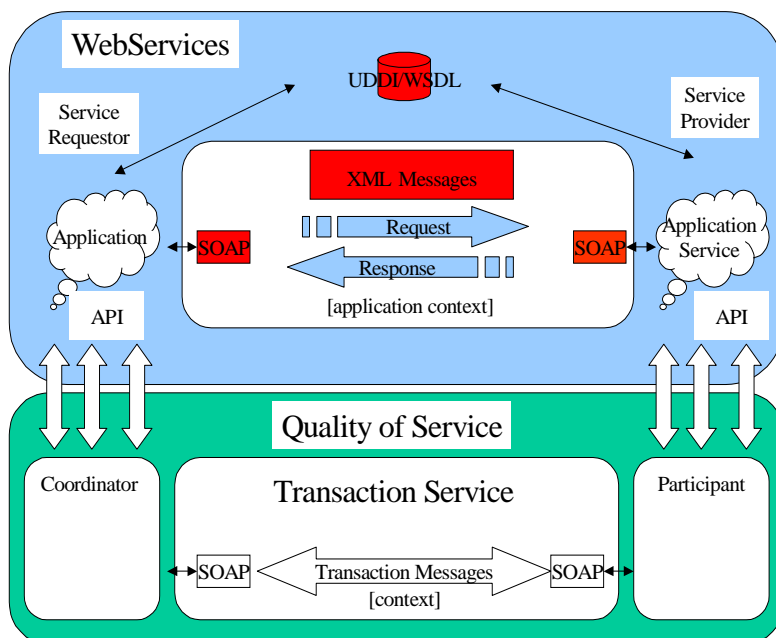 WebServices
UDDI/WSDL
Service
Requestor
Service
Provider
XML Messages
Application
SOAP
Request
SOAP
Application
Service
Response
[application context]
API
API
Quality of Service
Coordinator
Transaction Service
Participant
SOAP
Transaction Messages
SOAP
[context]